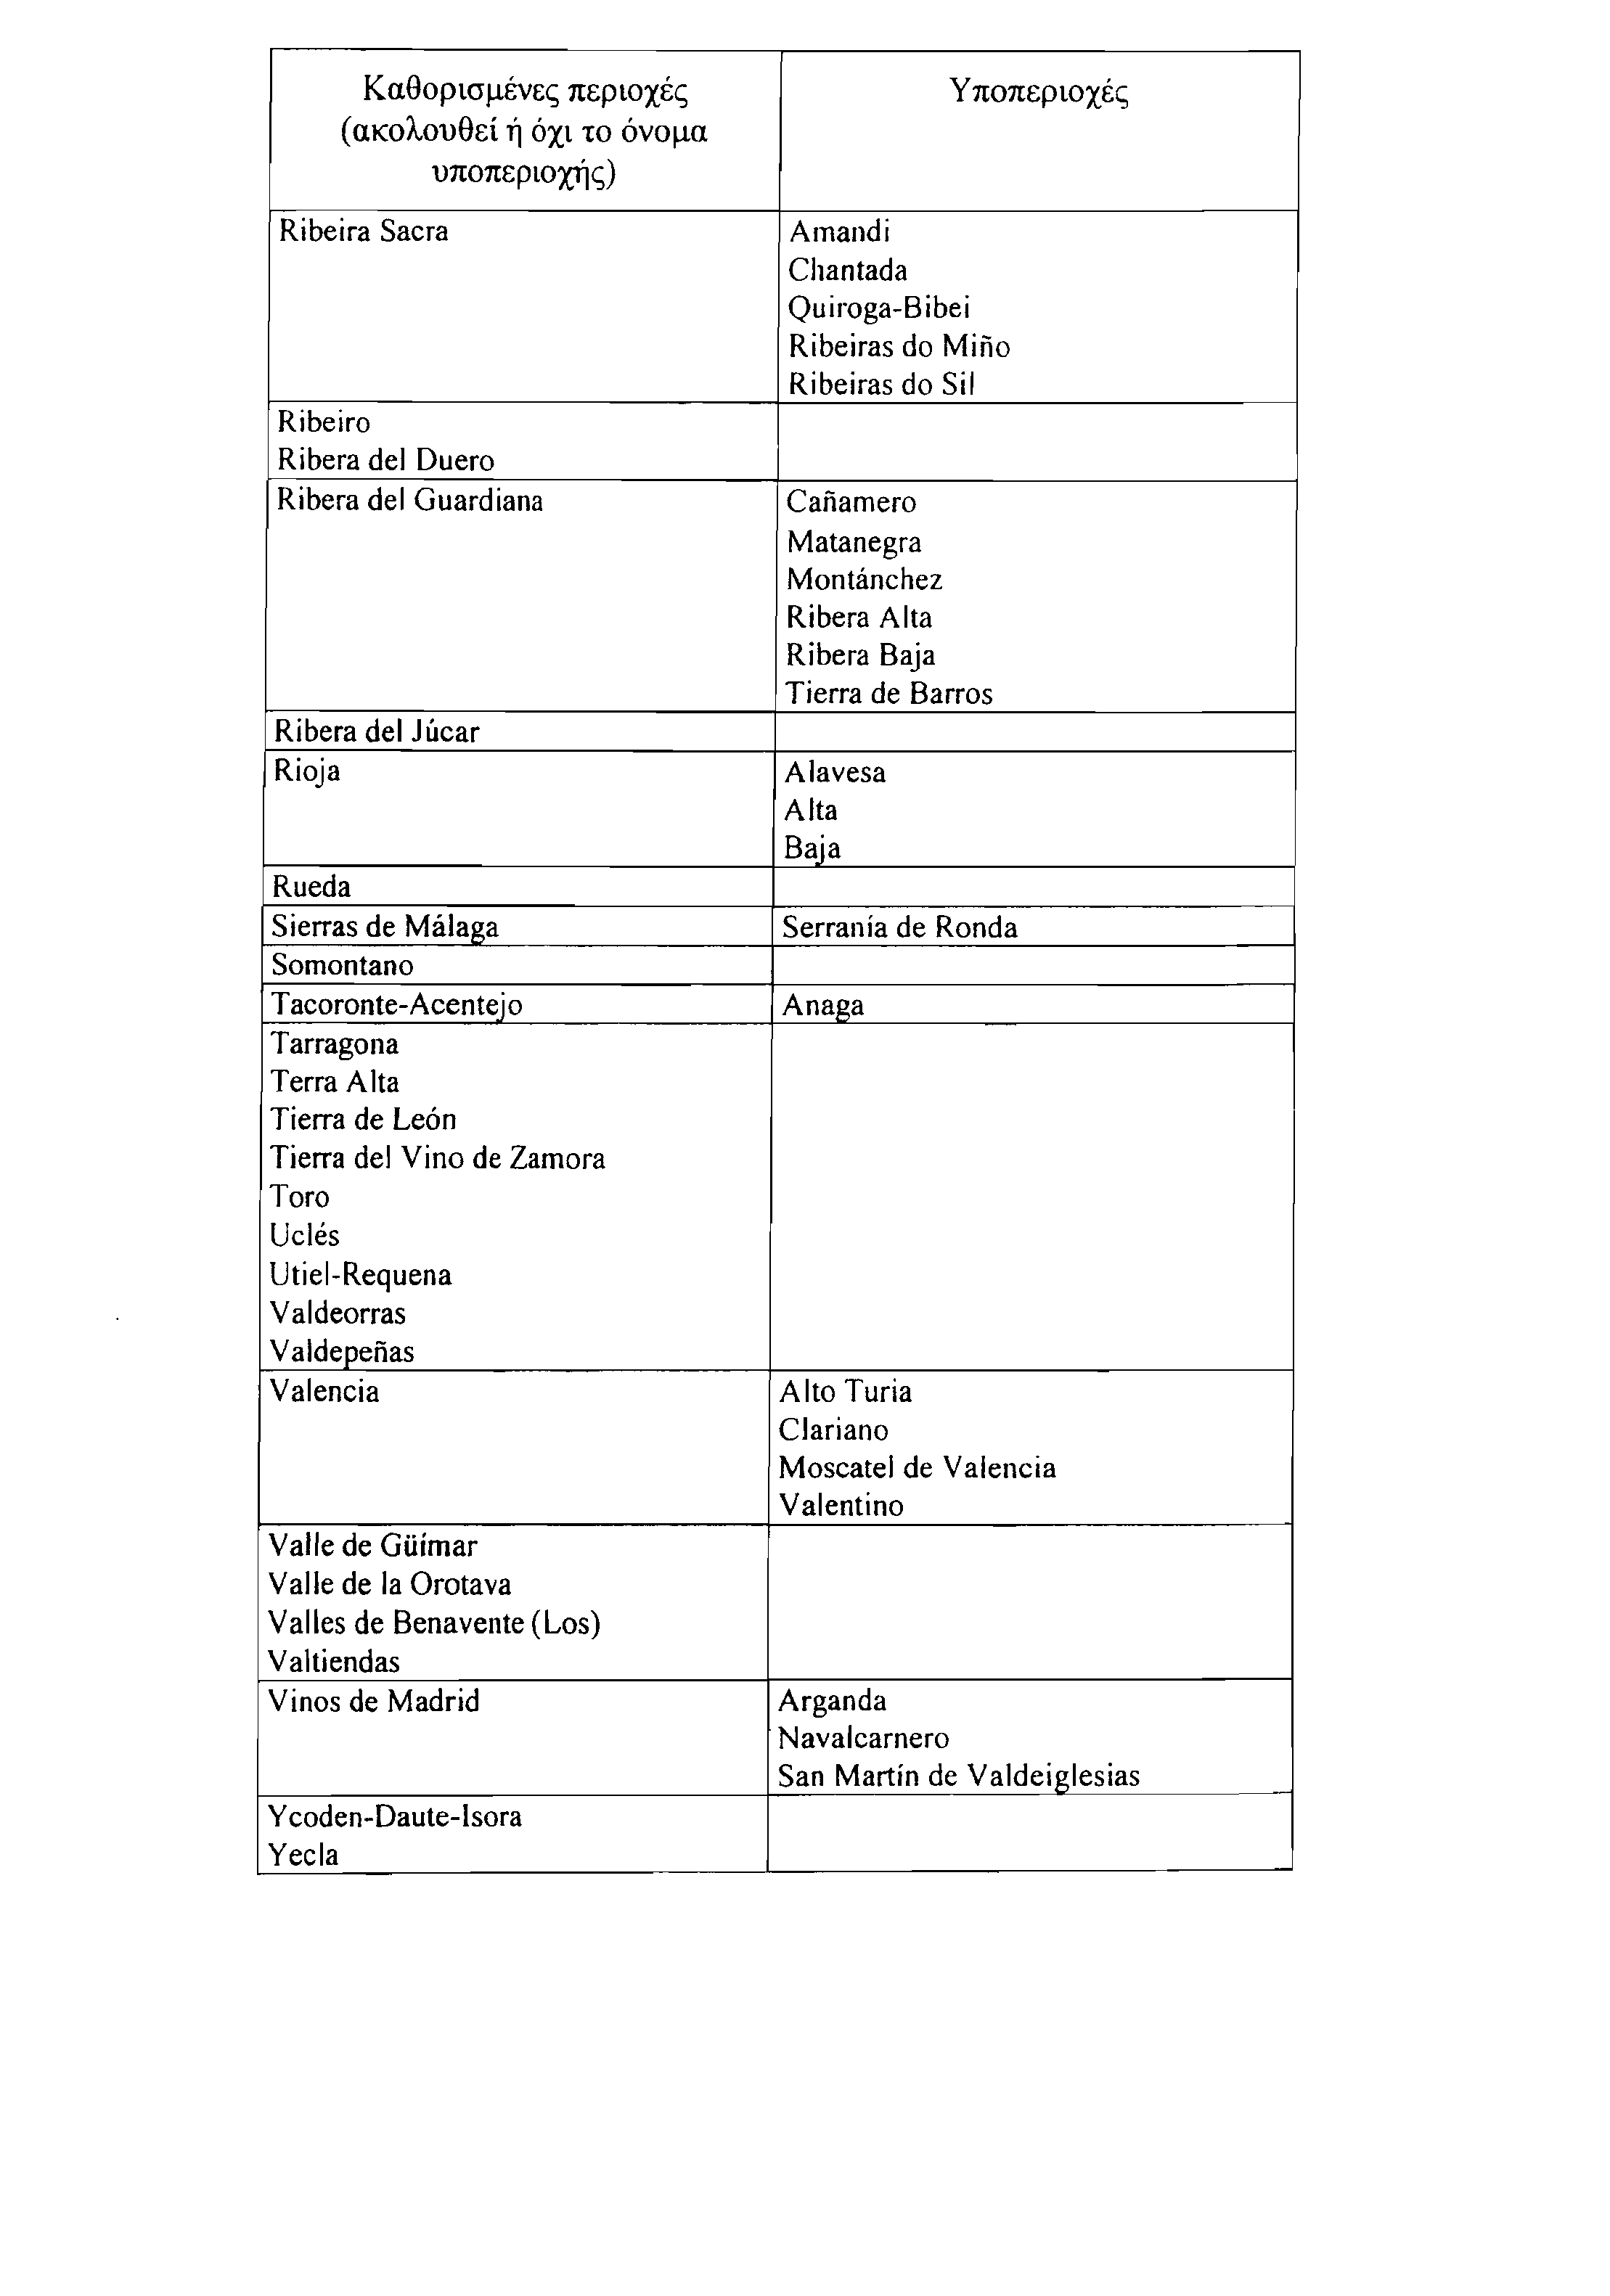 Καθορισμένες περιοχές
(ακολουθεί ή όχι το όνομα
υποπεριοχής)
Υποπεριοχές
Ribeira Sacra
Amandi
Chantada
Quiroga-Bibei
Ribeiras do Miño
Ribeiras do Sil
Ribeiro
Ribera del Duero
Ribera del Guardiana
Cañamero
Matanegra
Montánchez
Ribera Alta
Ribera Baja
Tierra de Barros
Ribera del Júcar
Rioja
Alavesa
Alta
Baja
Rueda
Sierras de Málaga
Serranía de Ronda
Somontano
Tacoronte-Acentejo
Anaga
Tarragona
Terra Alta
Tierra de León
Tierra del Vino de Zamora
Toro
Uclés
Utiel-Requena
Valdeorras
Valdepeñas
Valencia
Alto Turia
Clariano
Moscatel de Valencia
Valentino
Valle de Güímar
Valle de la Orotava
Valles de Benavente (Los)
Valtiendas
Vinos de Madrid
Arganda
Navalcarnero
San Martín de Valdeiglesias
Ycoden-Daute-Isora
Yecla